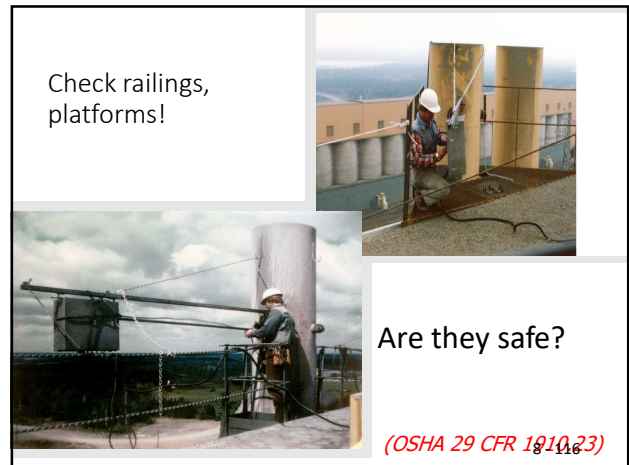 Check railings,
platforms!
Are they safe?
(OSHA 29 CFR 1910.23)
8 - 116